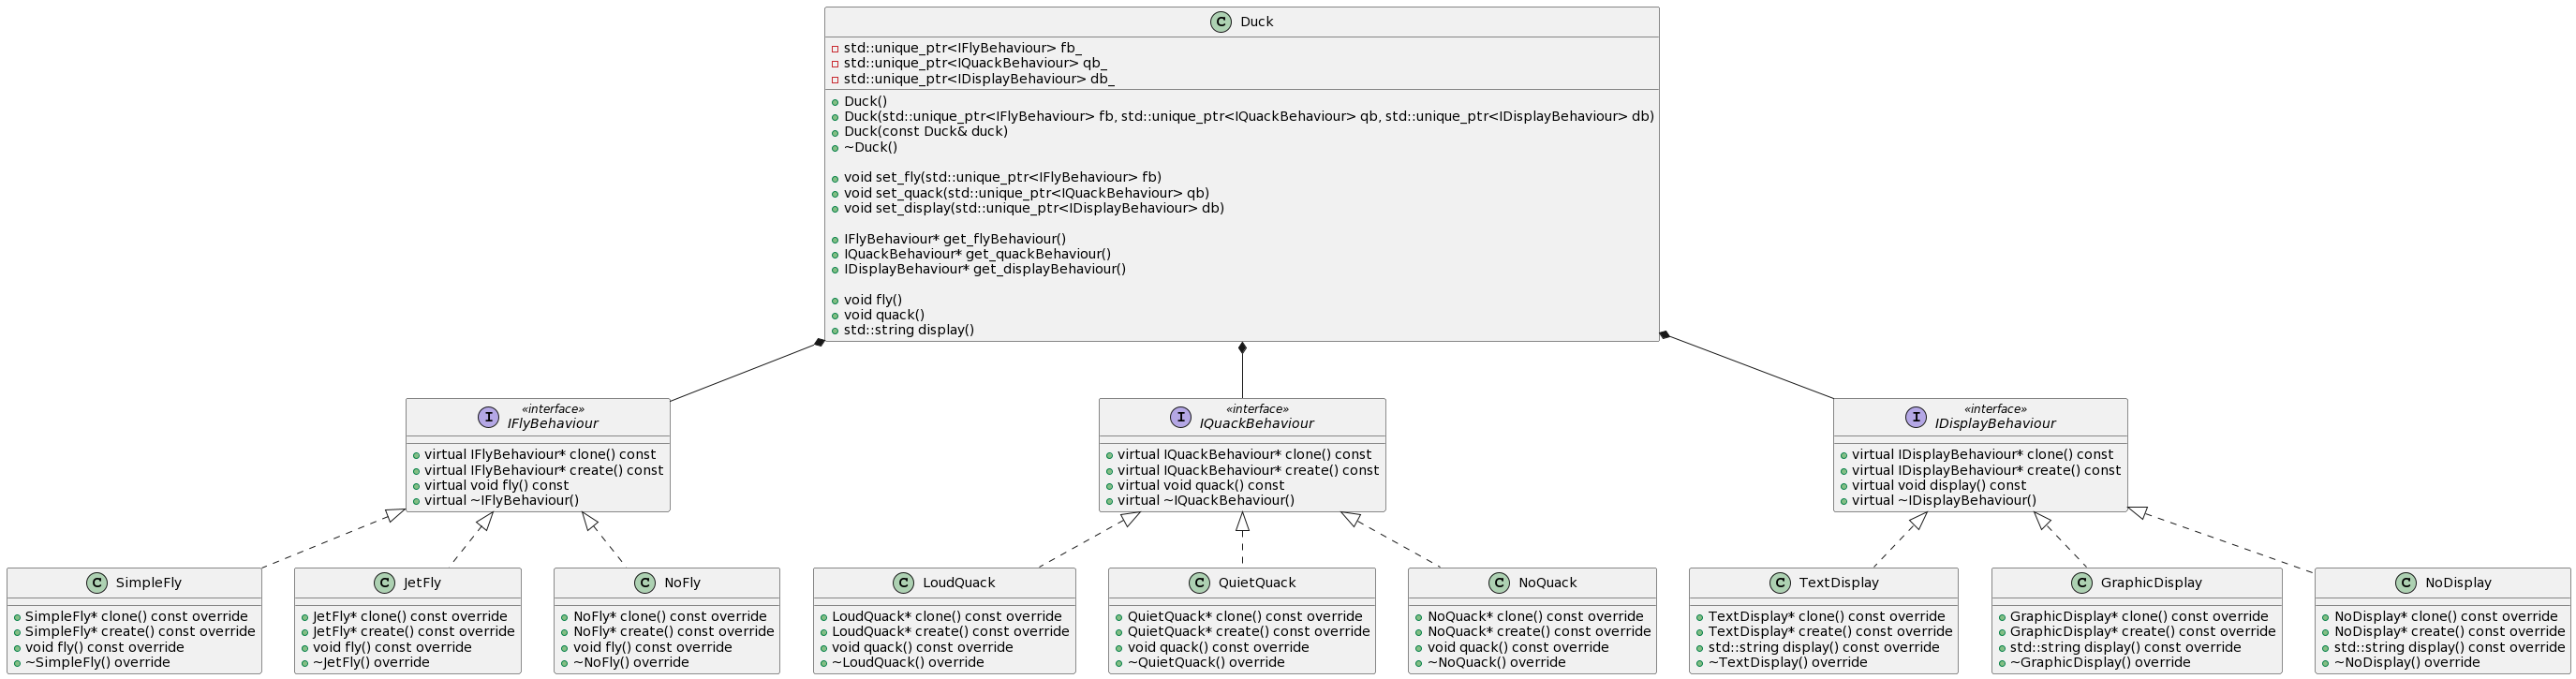 Duck
std::unique_ptr<IFlyBehaviour> fb_
std::unique_ptr<IQuackBehaviour> qb_
std::unique_ptr<IDisplayBehaviour> db_
Duck()
Duck(std::unique_ptr<IFlyBehaviour> fb, std::unique_ptr<IQuackBehaviour> qb, std::unique_ptr<IDisplayBehaviour> db)
Duck(const Duck& duck)
~Duck()
void set_fly(std::unique_ptr<IFlyBehaviour> fb)
void set_quack(std::unique_ptr<IQuackBehaviour> qb)
void set_display(std::unique_ptr<IDisplayBehaviour> db)
IFlyBehaviour* get_flyBehaviour()
IQuackBehaviour* get_quackBehaviour()
IDisplayBehaviour* get_displayBehaviour()
void fly()
void quack()
std::string display()
«interface»
IFlyBehaviour
virtual IFlyBehaviour* clone() const
virtual IFlyBehaviour* create() const
virtual void fly() const
virtual ~IFlyBehaviour()
«interface»
IQuackBehaviour
virtual IQuackBehaviour* clone() const
virtual IQuackBehaviour* create() const
virtual void quack() const
virtual ~IQuackBehaviour()
«interface»
IDisplayBehaviour
virtual IDisplayBehaviour* clone() const
virtual IDisplayBehaviour* create() const
virtual void display() const
virtual ~IDisplayBehaviour()
SimpleFly
SimpleFly* clone() const override
SimpleFly* create() const override
void fly() const override
~SimpleFly() override
JetFly
JetFly* clone() const override
JetFly* create() const override
void fly() const override
~JetFly() override
NoFly
NoFly* clone() const override
NoFly* create() const override
void fly() const override
~NoFly() override
LoudQuack
LoudQuack* clone() const override
LoudQuack* create() const override
void quack() const override
~LoudQuack() override
QuietQuack
QuietQuack* clone() const override
QuietQuack* create() const override
void quack() const override
~QuietQuack() override
NoQuack
NoQuack* clone() const override
NoQuack* create() const override
void quack() const override
~NoQuack() override
TextDisplay
TextDisplay* clone() const override
TextDisplay* create() const override
std::string display() const override
~TextDisplay() override
GraphicDisplay
GraphicDisplay* clone() const override
GraphicDisplay* create() const override
std::string display() const override
~GraphicDisplay() override
NoDisplay
NoDisplay* clone() const override
NoDisplay* create() const override
std::string display() const override
~NoDisplay() override